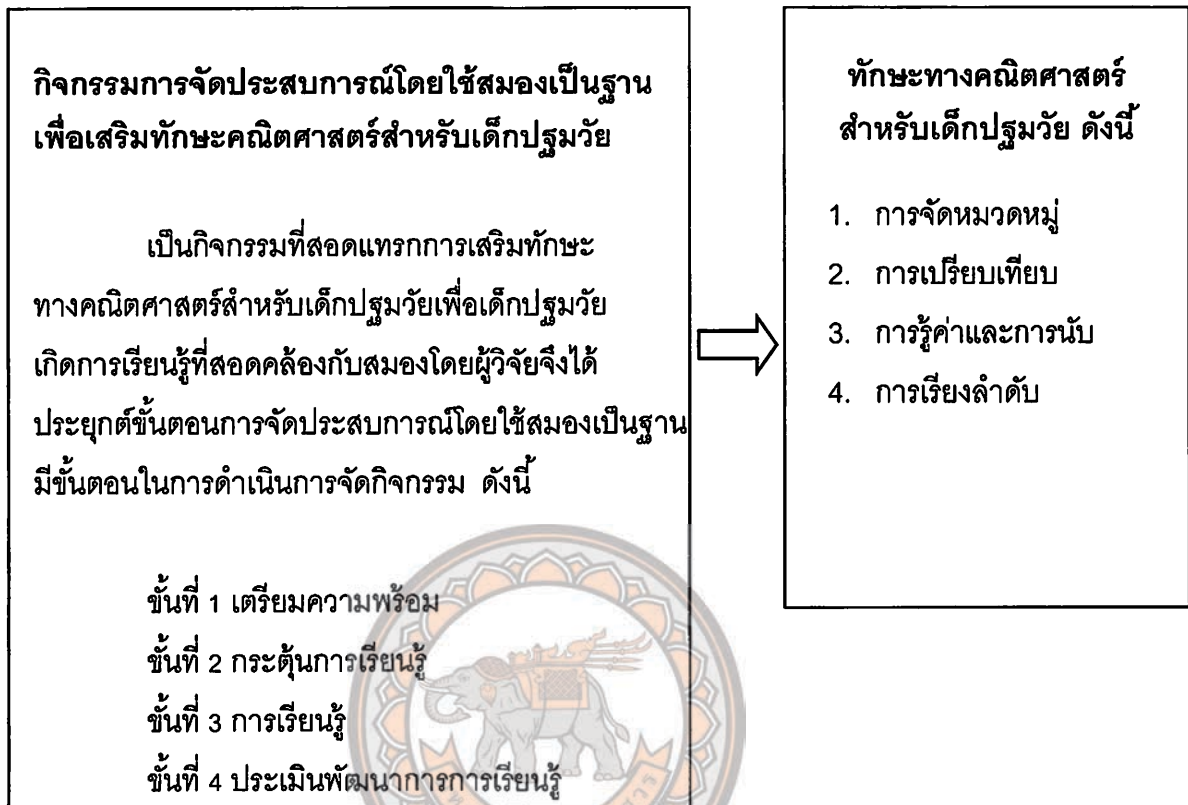 กิจกรรมการจัดประสบการณ์โดยใช้สมองเป็นฐาน
เพื่อเสริมทักษะคณิตศาสตร์สำหรับเด็กปฐมวัย
เป็นกิจกรรมที่สอดแทรกการเสริมทักษะ
ทางคณิตศาสตร์สำหรับเด็กปฐมวัยเพื่อเด็กปฐมวัย
เกิดการเรียนรู้ที่สอดคล้องกับสมองโดยผู้วิจัยจึงได้
ประยุกต์ขั้นตอนการจัดประสบการณ์โดยใช้สมองเป็นฐาน
มีขั้นตอนในการดำเนินการจัดกิจกรรม ดังนี้
ขั้นที่ 1 เตรียมความพร้อม
ขั้นที่ 2 กระตุ้นการเรียนรู้
ขั้นที่ 3 การเรียนรู้
ขั้นที่ 4 ประเมินพัฒนาการการเรียนรู้
ทักษะทางคณิตศาสตร์
สำหรับเด็กปฐมวัย ดังนี้
1. การจัดหมวดหมู่
2. การเปรียบเทียบ
3. การรู้ค่าและการนับ
4. การเรียงลำดับ